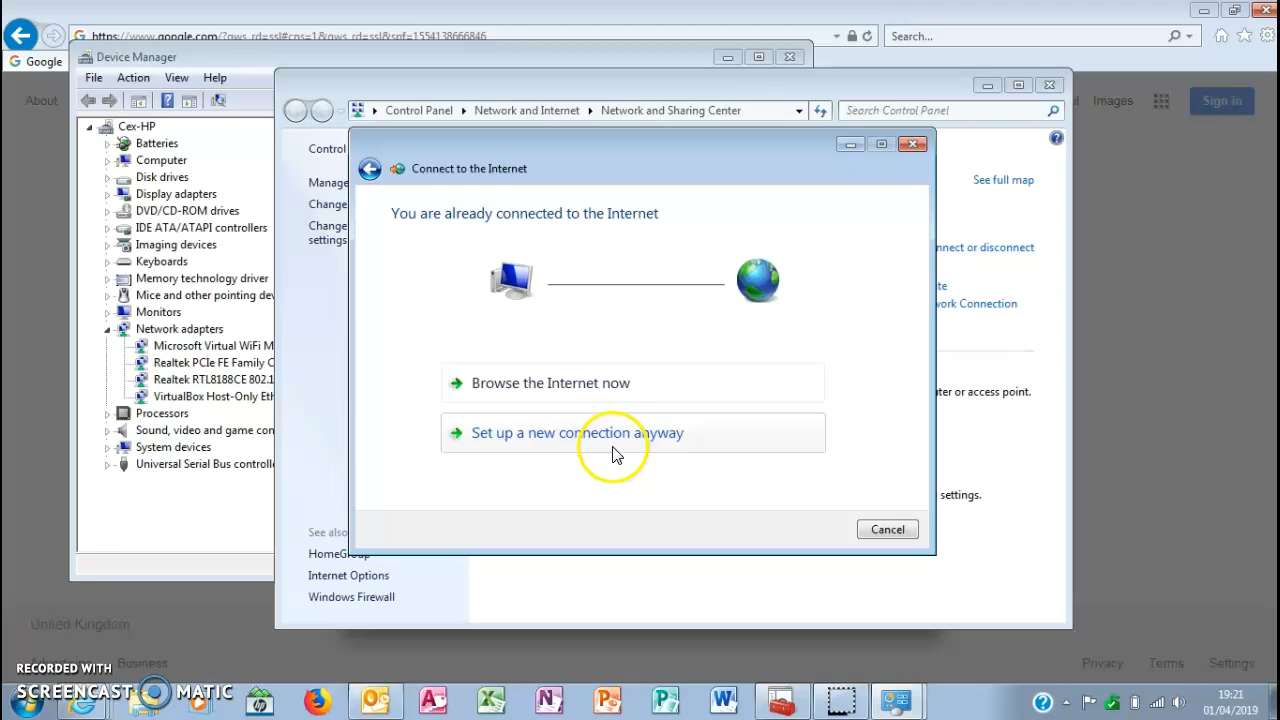 https://www.google.com/?gws_rd=ssl#cns=1&gws_rd=ssl&spf=1554138666846
Search...
Google
Device Manager
File Action View Help
About
Images
Sign in
Control Panel Network and Internet Network and Sharing Center
Search Control Panel
Cex-HP
Batteries
Computer
Disk drives
Display adapters
DVD/CD-ROM drives
IDE ATA/ATAPI controllers
Imaging devices
Keyboards
Memory technology driver
Mice and other pointing dev
Monitors
Network adapters
Microsoft Virtual WiFi M
Realtek PCIe FE Family C
Realtek RTL8188CE 802.1
VirtualBox Host-Only Eth
Processors
Sound, video and game con
System devices
Universal Serial Bus controlle
Control
Manage
Change
Change
settings
See also
HomeGroup
Internet Options
Windows Firewall
Connect to the Internet
You are already connected to the Internet
Browse the Internet now
Set up a new connection anyway
Cancel
See full map
nnect or disconnect
te
work Connection
ter or access point.
settings.
United Kingdom
Business
Privacy Terms Settings
RECORDED WITH
SCREENCAST MATIC
19:21
01/04/2019